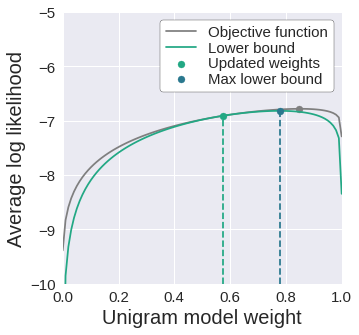 Average log likelihood
−5
−6
−7
−8
−9
−10
Objective function
Lower bound
Updated weights
Max lower bound
0.0 0.2 0.4 0.6 0.8 1.0
Unigram model weight